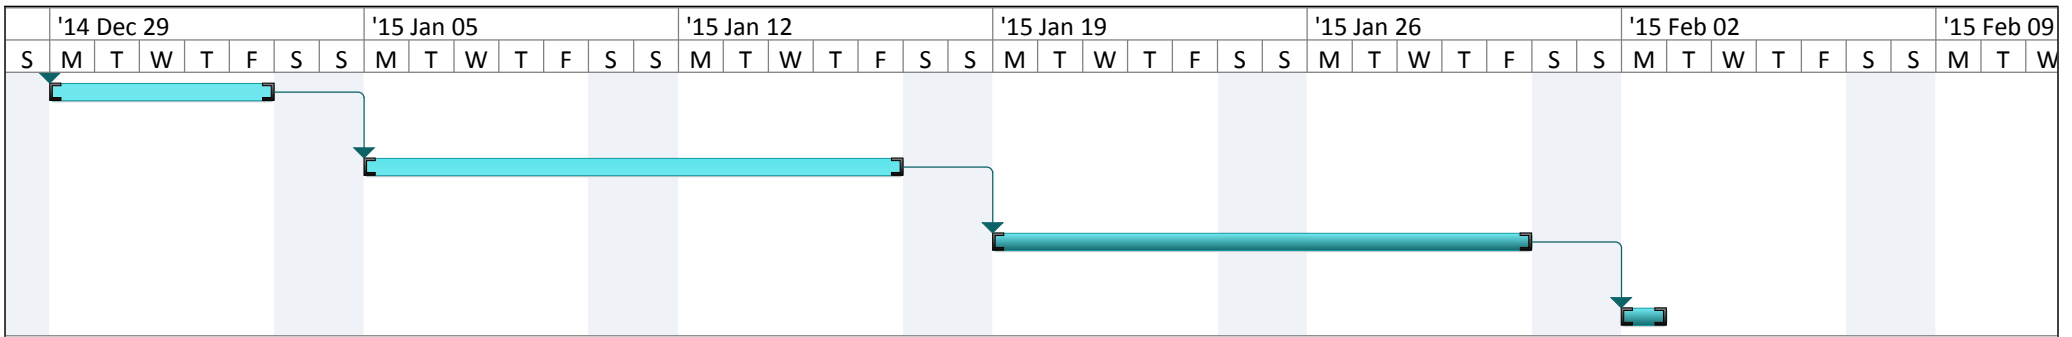 '14 Dec 29 '15 Jan 05 '15 Jan 12 '15 Jan 19 '15 Jan 26 '15 Feb 02 '15 Feb 09
S M T W T F S S M T W T F S S M T W T F S S M T W T F S S M T W T F S S M T W T F S S M T W